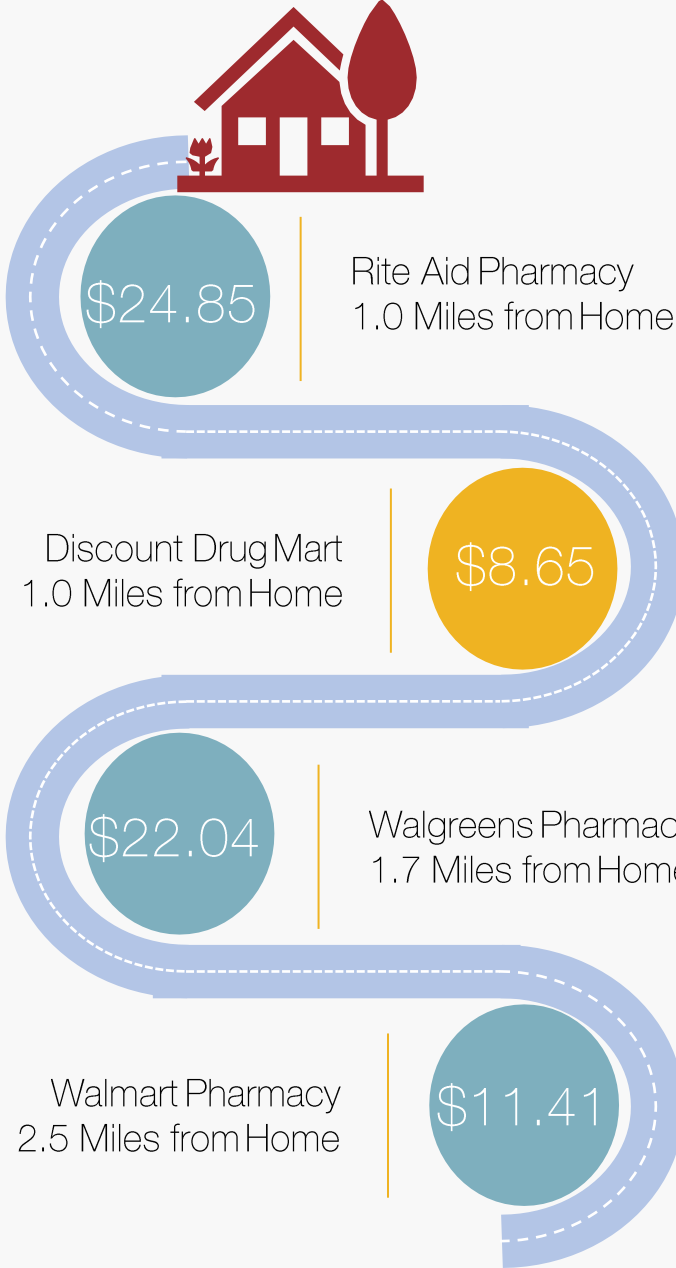 $24.85
Rite Aid Pharmacy
1.0 Miles from Home
Discount Drug Mart
1.0 Miles from Home
$8.65
$22.04
Walgreens Pharmac
1.7 Miles from Home
Walmart Pharmacy
2.5 Miles from Home
$11.41